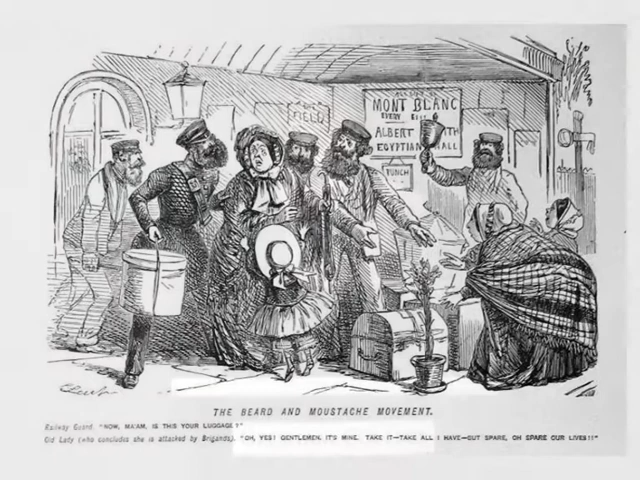 MONT BLANC
EVERY
ALBERT
EGYPTIAN HALL
PUNCH
THE BEARD AND MOUSTACHE MOVEMENT.
Railway Guard. "NOW, MA'AM, IS THIS YOUR LUGGAGE?"
Old Lady (who concludes she is attacked by Brigands). "OH, YES! GENTLEMEN. IT'S MINE. TAKE IT—TAKE ALL I HAVE—BUT SPARE, OH SPARE OUR LIVES!!"